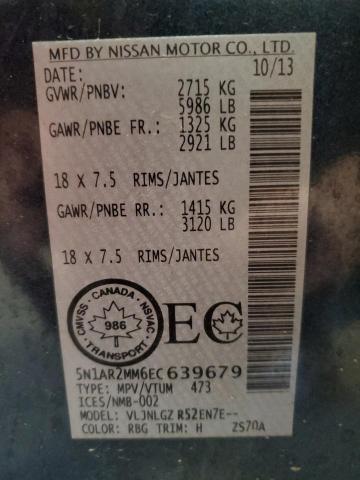 MFD BY NISSAN MOTOR CO., LTD.
DATE: 10/13
GVWR/PNBV: 2715 KG
5986 LB
GAWR/PNBE FR.: 1325 KG
2921 LB
18 X 7.5 RIMS/JANTES
GAWR/PNBE RR.: 1415 KG
3120 LB
18 X 7.5 RIMS/JANTES
CANADA
CMVSS NSVAC
986
TRANSPORT
EC
5N1AR2MM6EC639679
TYPE: MPV/VTUM 473
ICES/NMB-002
MODEL: VLJNLGZ R52EN7E--
COLOR: RBG TRIM: H ZS70A